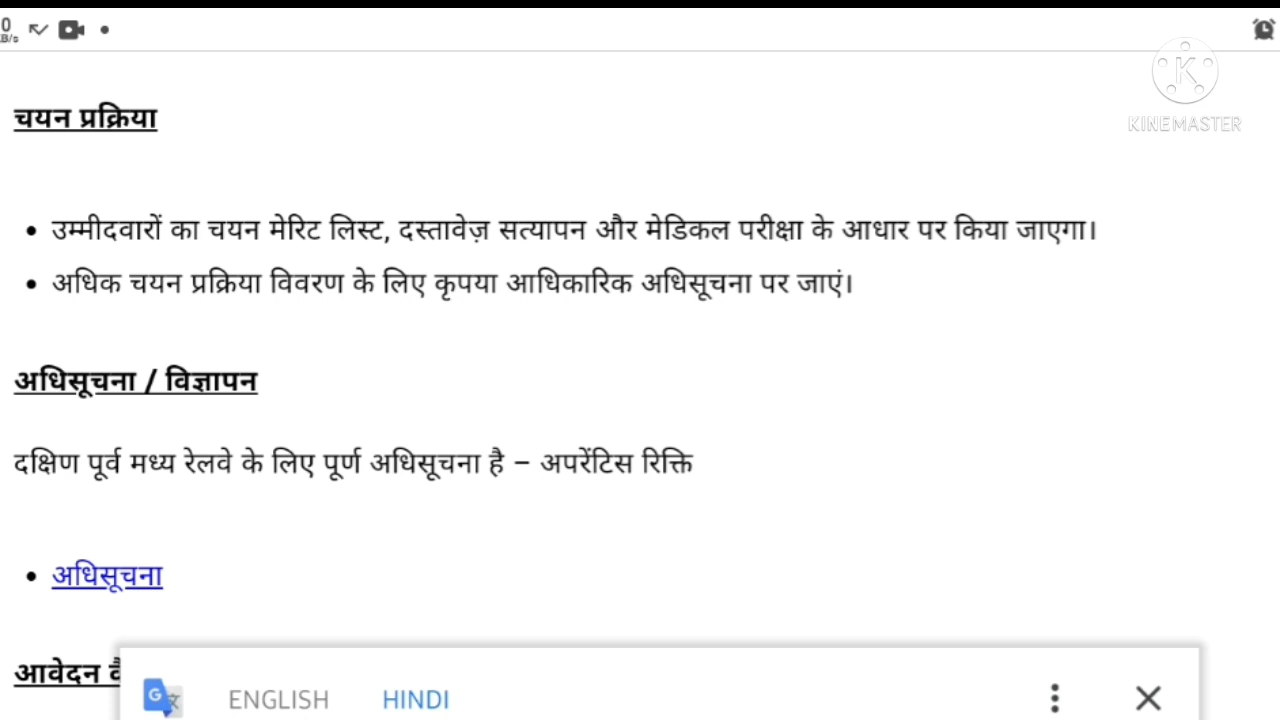 0
B/s
KINEMASTER
चयन प्रक्रिया
• उम्मीदवारों का चयन मेरिट लिस्ट, दस्तावेज़ सत्यापन और मेडिकल परीक्षा के आधार पर किया जाएगा।
• अधिक चयन प्रक्रिया विवरण के लिए कृपया आधिकारिक अधिसूचना पर जाएं।
अधिसूचना / विज्ञापन
दक्षिण पूर्व मध्य रेलवे के लिए पूर्ण अधिसूचना है – अपरेंटिस रिक्ति
• अधिसूचना
आवेदन
ENGLISH HINDI